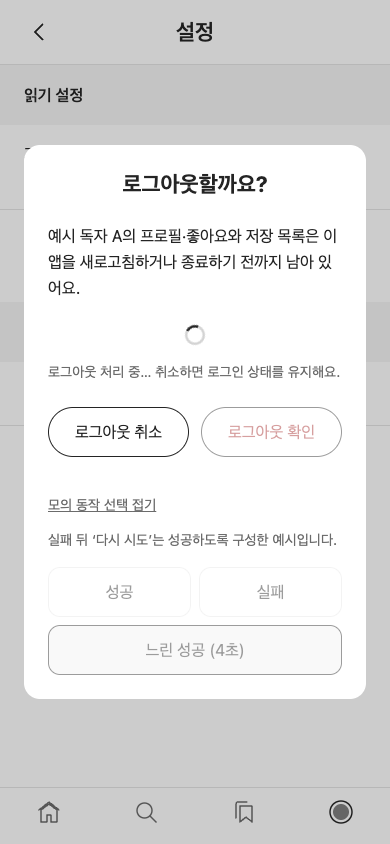 설정
읽기 설정
로그아웃할까요?
예시 독자 A의 프로필·좋아요와 저장 목록은 이
앱을 새로고침하거나 종료하기 전까지 남아 있
어요.
로그아웃 처리 중… 취소하면 로그인 상태를 유지해요.
로그아웃 취소
로그아웃 확인
모의 동작 선택 접기
실패 뒤 ‘다시 시도’는 성공하도록 구성한 예시입니다.
성공
실패
느린 성공 (4초)